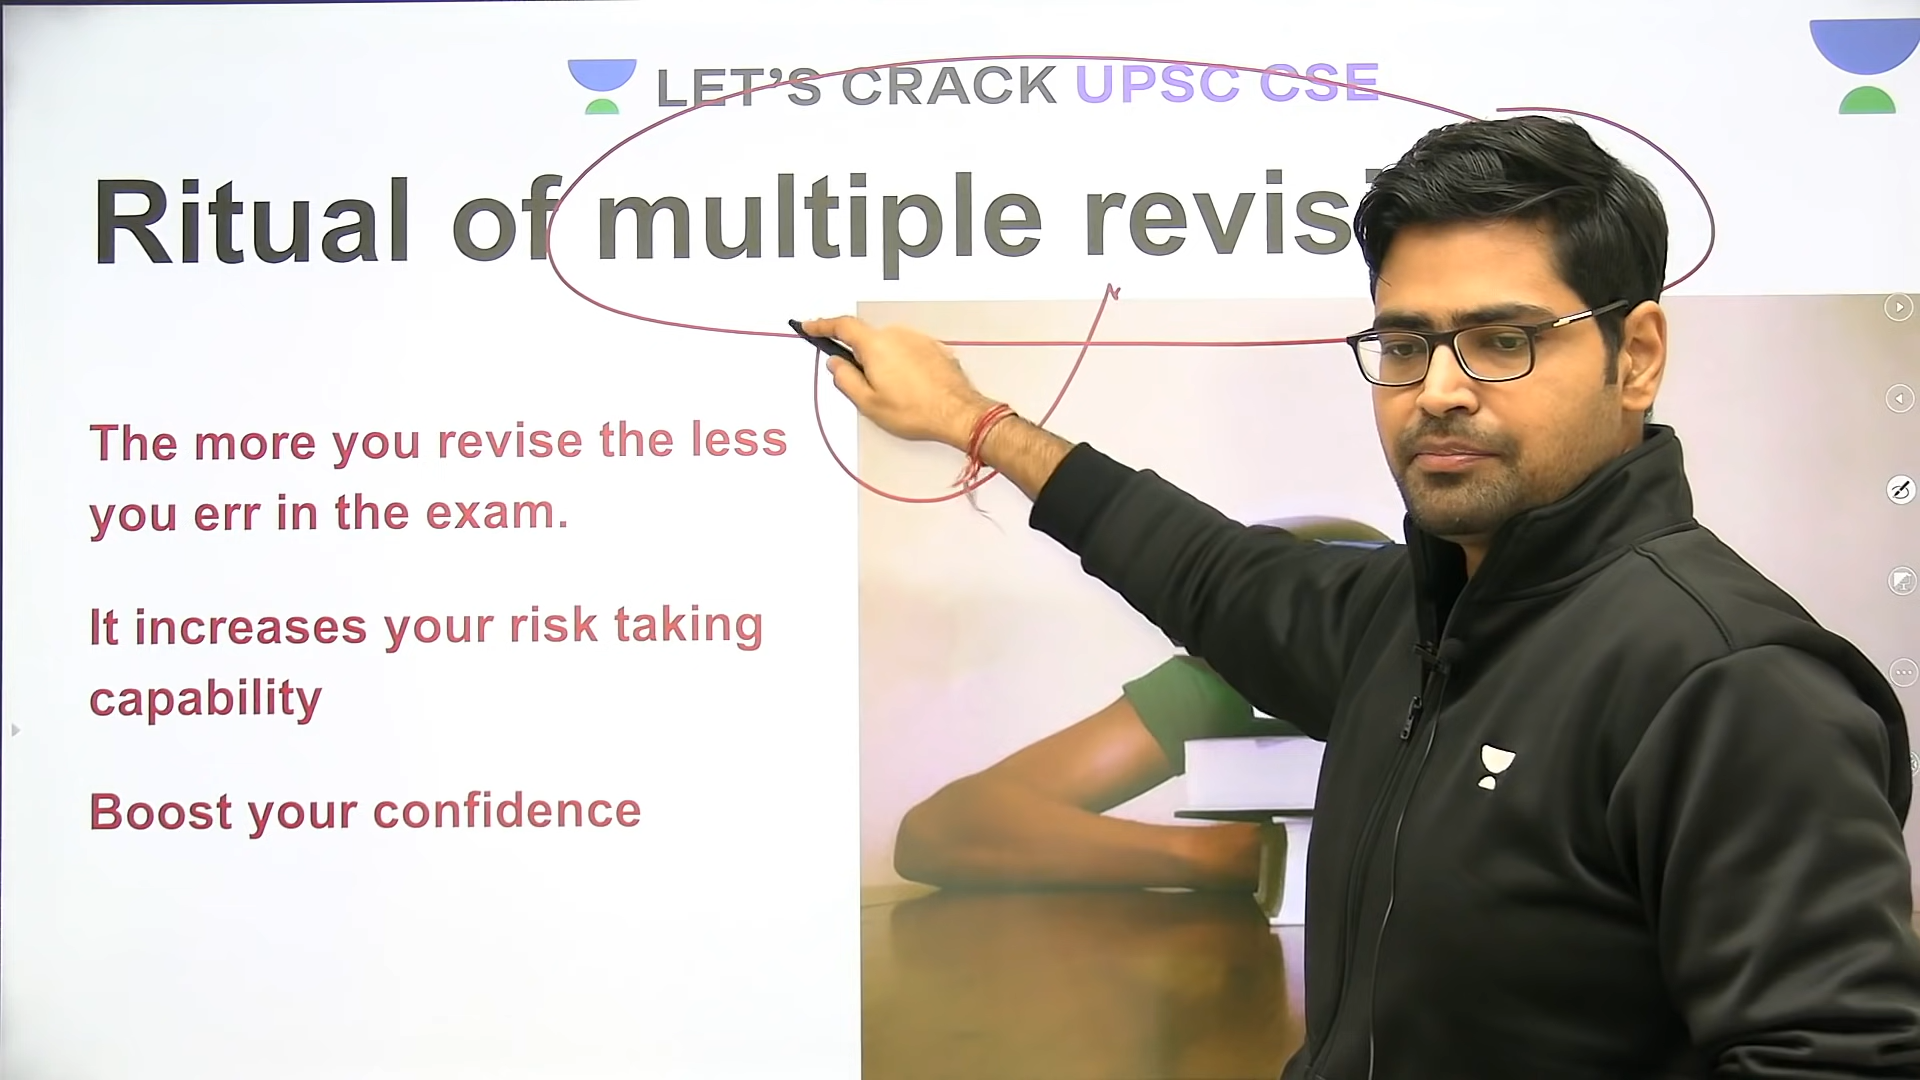 LET'S CRACK UPSC CSE
Ritual of multiple
The more you revise the less
you err in the exam.
It increases your risk taking
capability
Boost your confidence